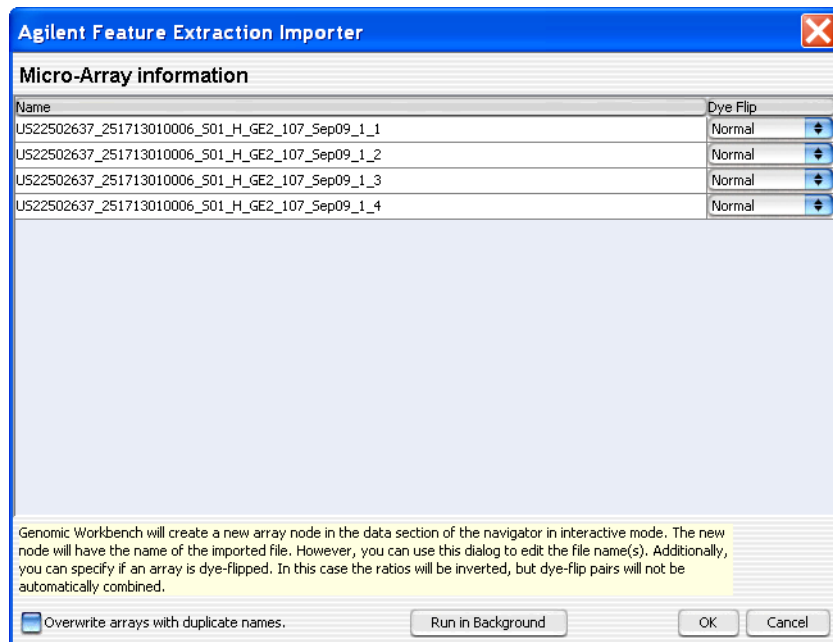 Agilent Feature Extraction Importer
Micro-Array information
Name Dye Flip
US22502637_251713010006_S01_H_GE2_107_Sep09_1_1 Normal
US22502637_251713010006_S01_H_GE2_107_Sep09_1_2 Normal
US22502637_251713010006_S01_H_GE2_107_Sep09_1_3 Normal
US22502637_251713010006_S01_H_GE2_107_Sep09_1_4 Normal
Genomic Workbench will create a new array node in the data section of the navigator in interactive mode. The new
node will have the name of the imported file. However, you can use this dialog to edit the file name(s). Additionally,
you can specify if an array is dye-flipped. In this case the ratios will be inverted, but dye-flip pairs will not be
automatically combined.
Overwrite arrays with duplicate names. Run in Background OK Cancel